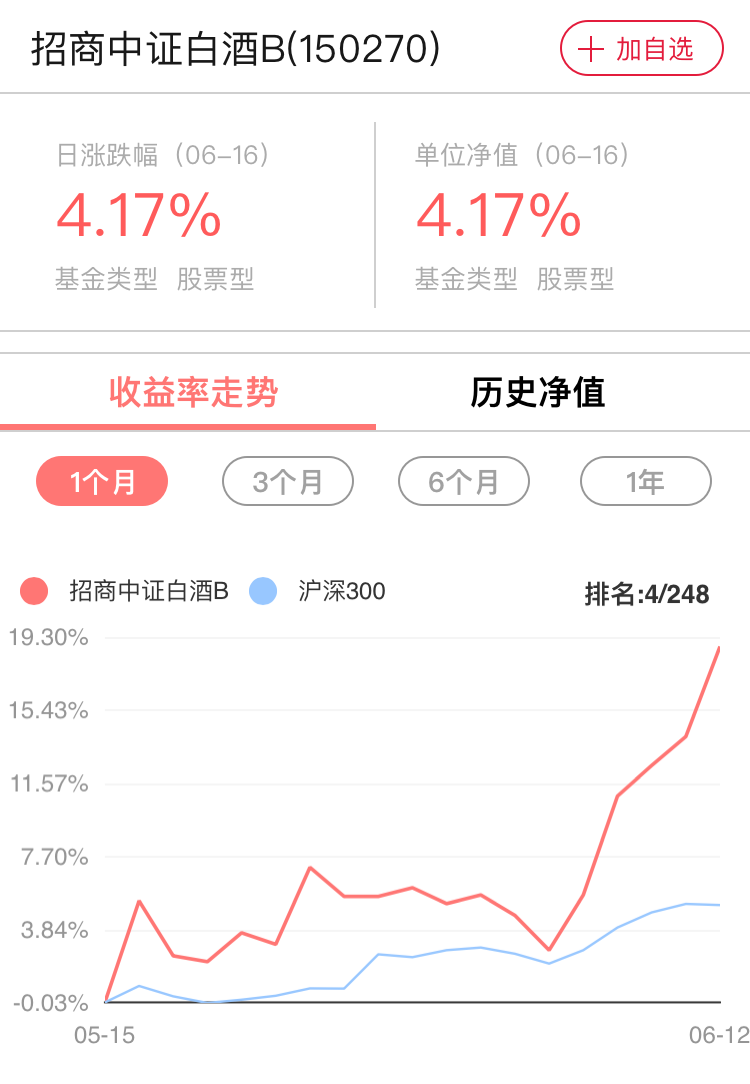 招商中证白酒B(150270)
加自选
日涨跌幅（06-16） 单位净值（06-16）
4.17% 4.17%
基金类型 股票型 基金类型 股票型
收益率走势 历史净值
1个月 3个月 6个月 1年
招商中证白酒B 沪深300 排名:4/248
19.30%
15.43%
11.57%
7.70%
3.84%
-0.03%
05-15 06-12